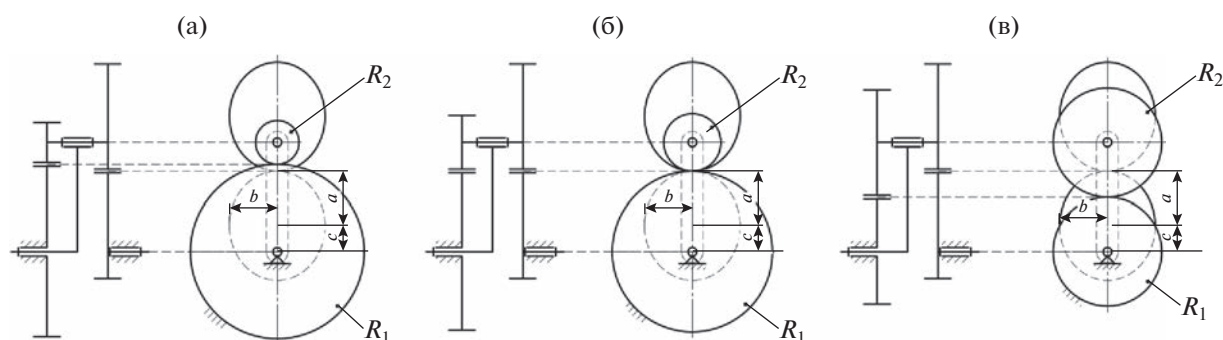 (а) (б) (в)
R₂ R₂ R₂
a a a
b b b
c c c
R₁ R₁ R₁